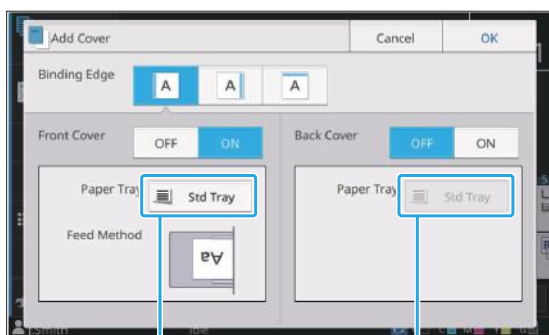 Add Cover
Cancel
OK
Binding Edge
A
A
A
Front Cover
OFF
ON
Back Cover
OFF
ON
Paper Tray
Std Tray
Paper Tray
Std Tray
Feed Method
Aa
Smith
Idle
C
M
Y